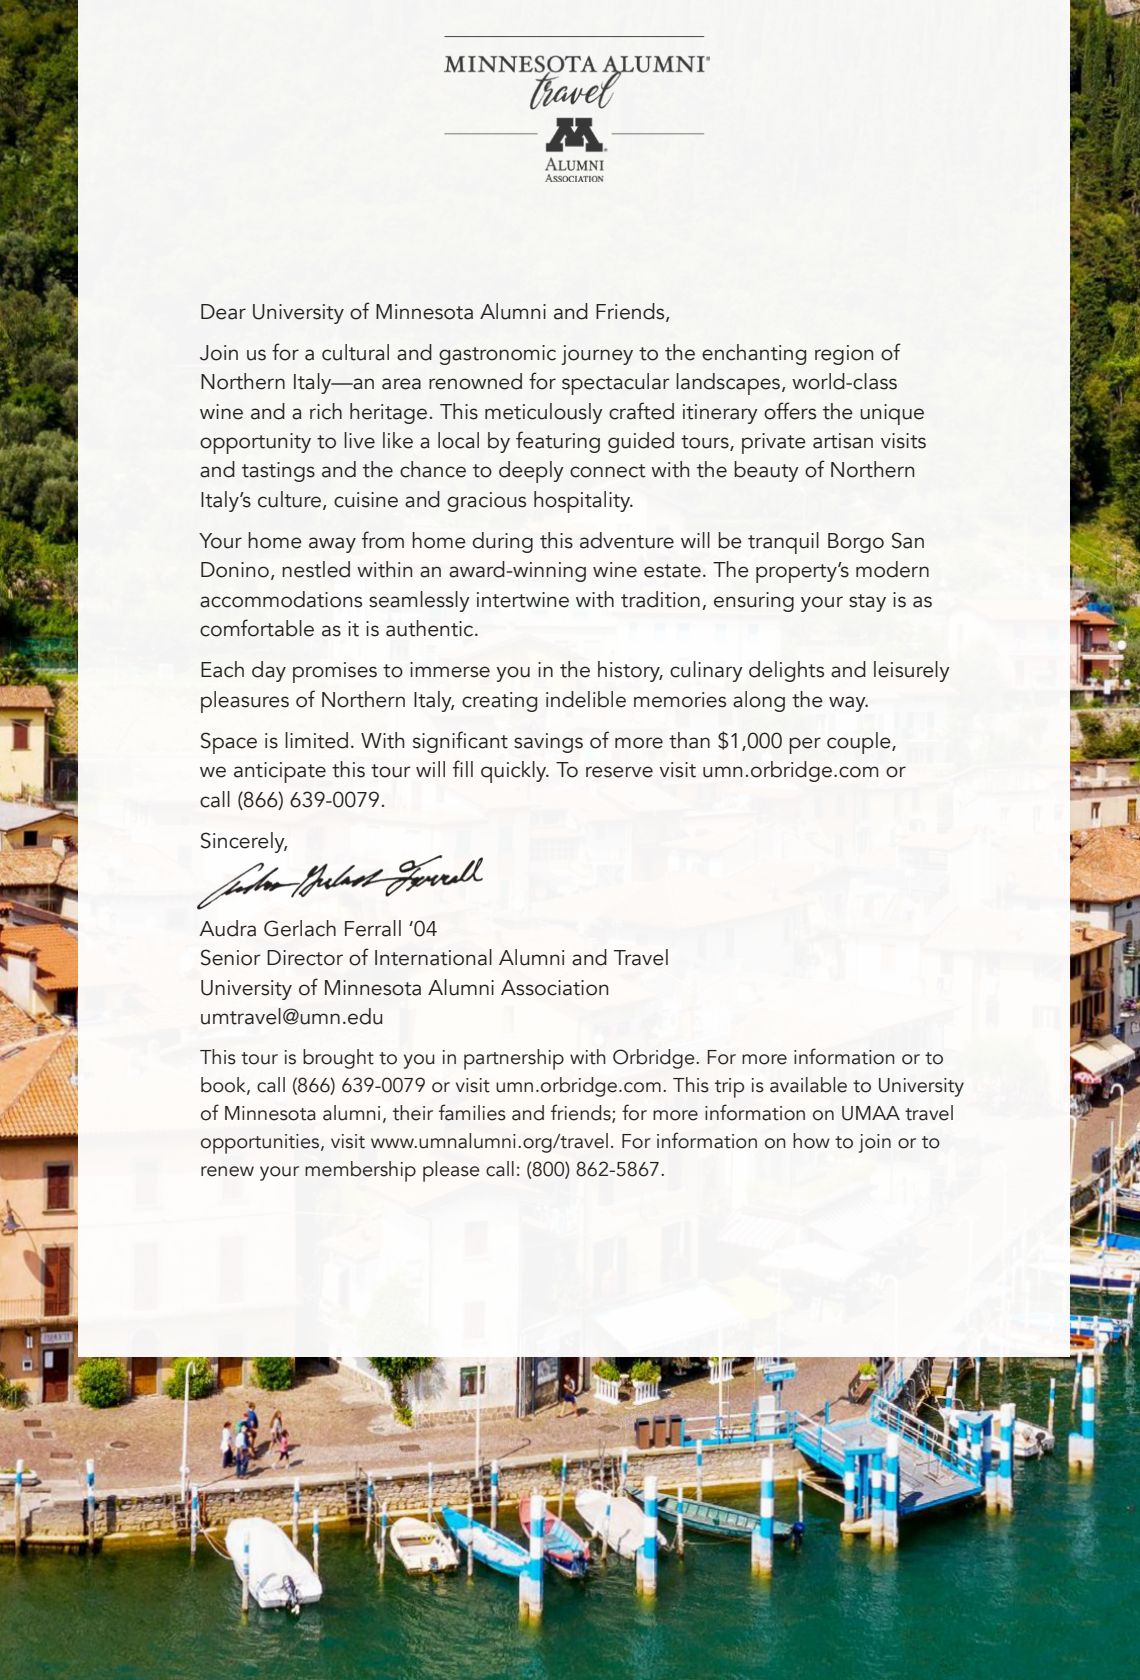 MINNESOTA ALUMNI®
travel
M®
ALUMNI
ASSOCIATION
Dear University of Minnesota Alumni and Friends,
Join us for a cultural and gastronomic journey to the enchanting region of
Northern Italy—an area renowned for spectacular landscapes, world-class
wine and a rich heritage. This meticulously crafted itinerary offers the unique
opportunity to live like a local by featuring guided tours, private artisan visits
and tastings and the chance to deeply connect with the beauty of Northern
Italy’s culture, cuisine and gracious hospitality.
Your home away from home during this adventure will be tranquil Borgo San
Donino, nestled within an award-winning wine estate. The property’s modern
accommodations seamlessly intertwine with tradition, ensuring your stay is as
comfortable as it is authentic.
Each day promises to immerse you in the history, culinary delights and leisurely
pleasures of Northern Italy, creating indelible memories along the way.
Space is limited. With significant savings of more than $1,000 per couple,
we anticipate this tour will fill quickly. To reserve visit umn.orbridge.com or
call (866) 639-0079.
Sincerely,
Audra Gerlach Ferrall
Audra Gerlach Ferrall ‘04
Senior Director of International Alumni and Travel
University of Minnesota Alumni Association
umtravel@umn.edu
This tour is brought to you in partnership with Orbridge. For more information or to
book, call (866) 639-0079 or visit umn.orbridge.com. This trip is available to University
of Minnesota alumni, their families and friends; for more information on UMAA travel
opportunities, visit www.umnalumni.org/travel. For information on how to join or to
renew your membership please call: (800) 862-5867.